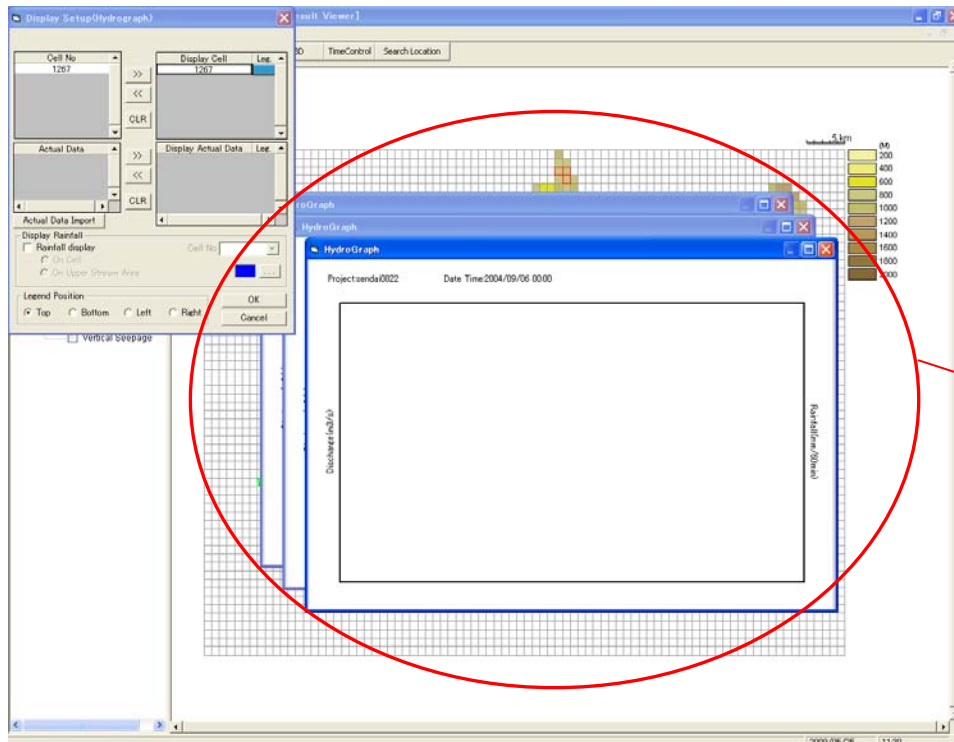 Display Setup(Hydrograph)
sult Viewer]
3D TimeControl Search Location
Cell No
1267
>>
<<
CLR
Display Cell Leg.
1267
Actual Data
>>
<<
CLR
Display Actual Data Leg.
Actual Data Import
Display Rainfall
Rainfall display
Cell No
On Cell
On Upper Stream Area
...
Legend Position
Top Bottom Left Right
OK
Cancel
Vertical Seepage
5 km
(M)
200
400
600
800
1000
1200
1400
1600
1800
2000
roGraph
HydroGraph
HydroGraph
Project:sendai0022 Date Time:2004/09/06 00:00
Discharge(m3/s)
Rainfall(mm/60min)